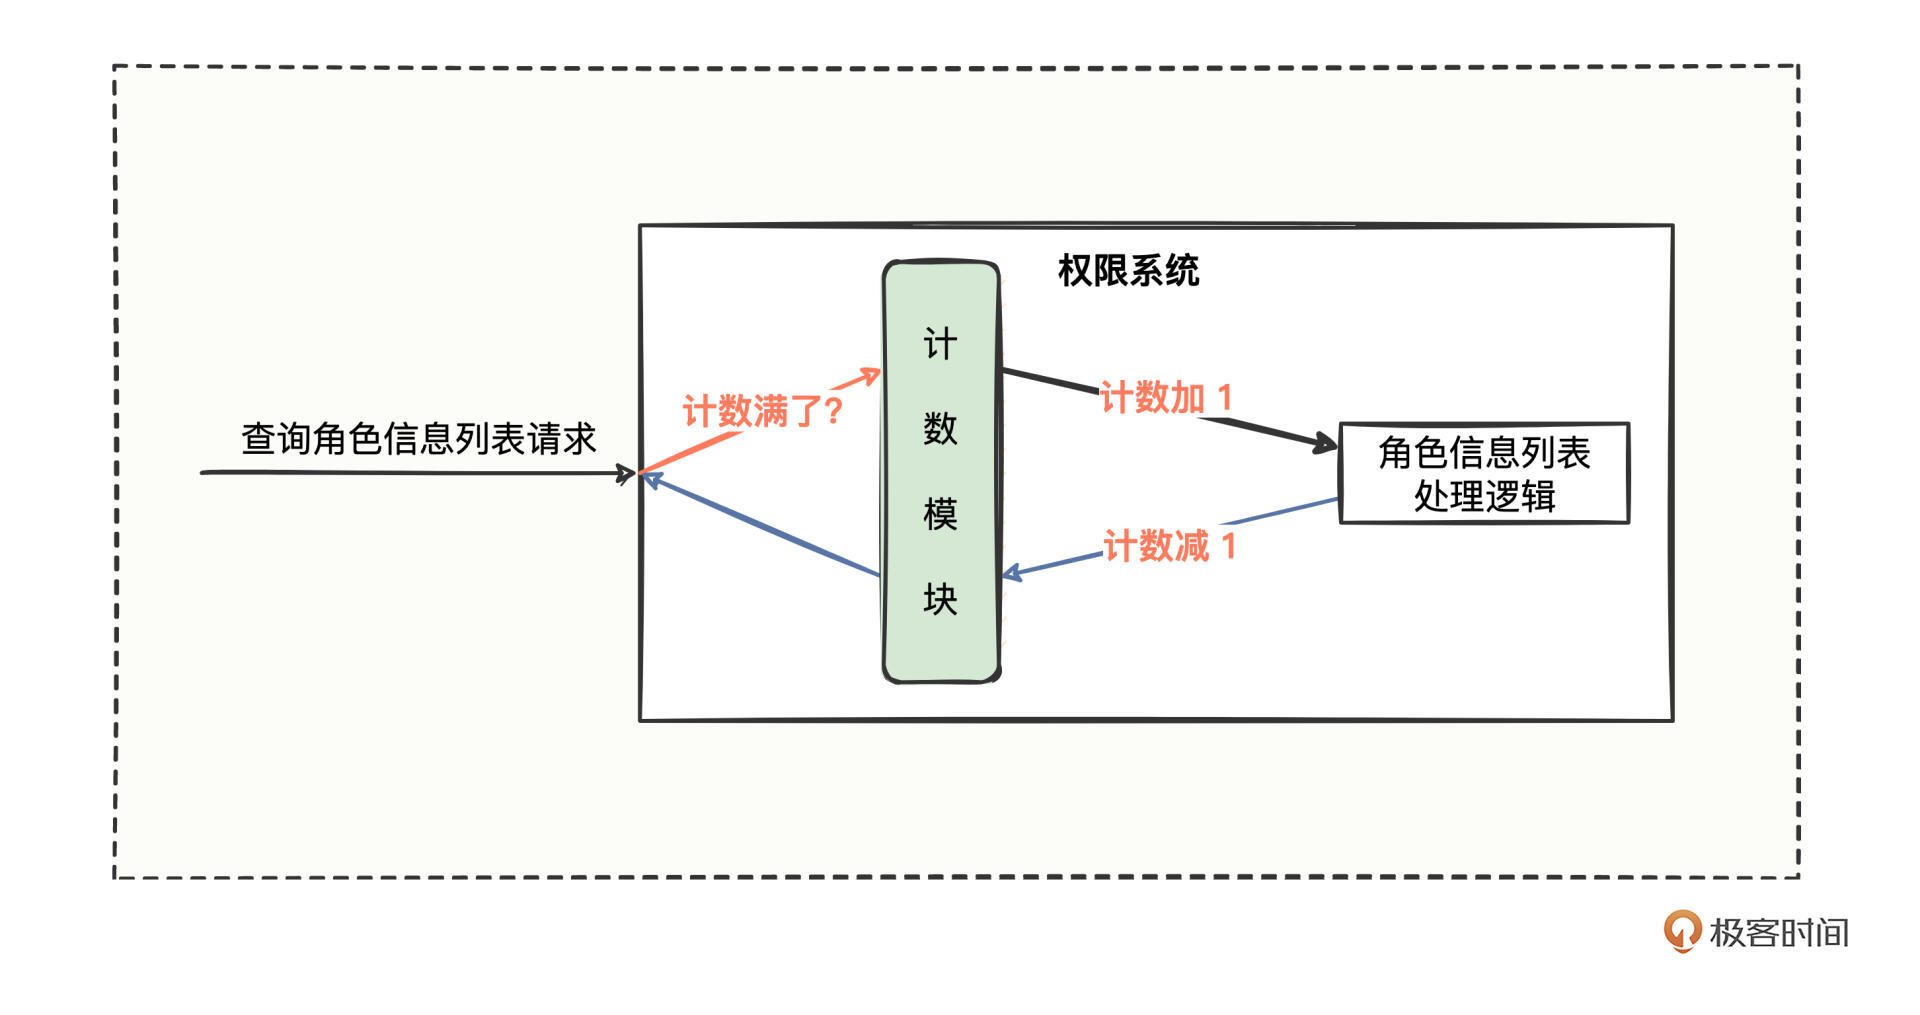 权限系统
计
数
模
块
计数满了?
计数加 1
查询角色信息列表请求
角色信息列表
处理逻辑
计数减 1
极客时间